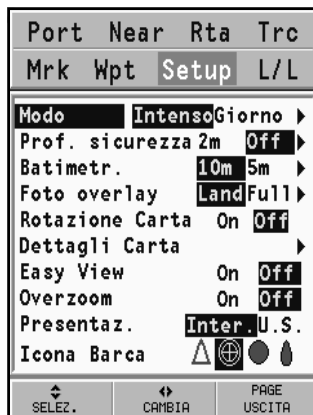 Port Near Rta Trc
Mrk Wpt Setup L/L
Modo Intenso Giorno
Prof. sicurezza 2m Off
Batimetr. 10m 5m
Foto overlay Land Full
Rotazione Carta On Off
Dettagli Carta
Easy View On Off
Overzoom On Off
Presentaz. Inter. U.S.
Icona Barca
SELEZ. CAMBIA PAGE USCITA